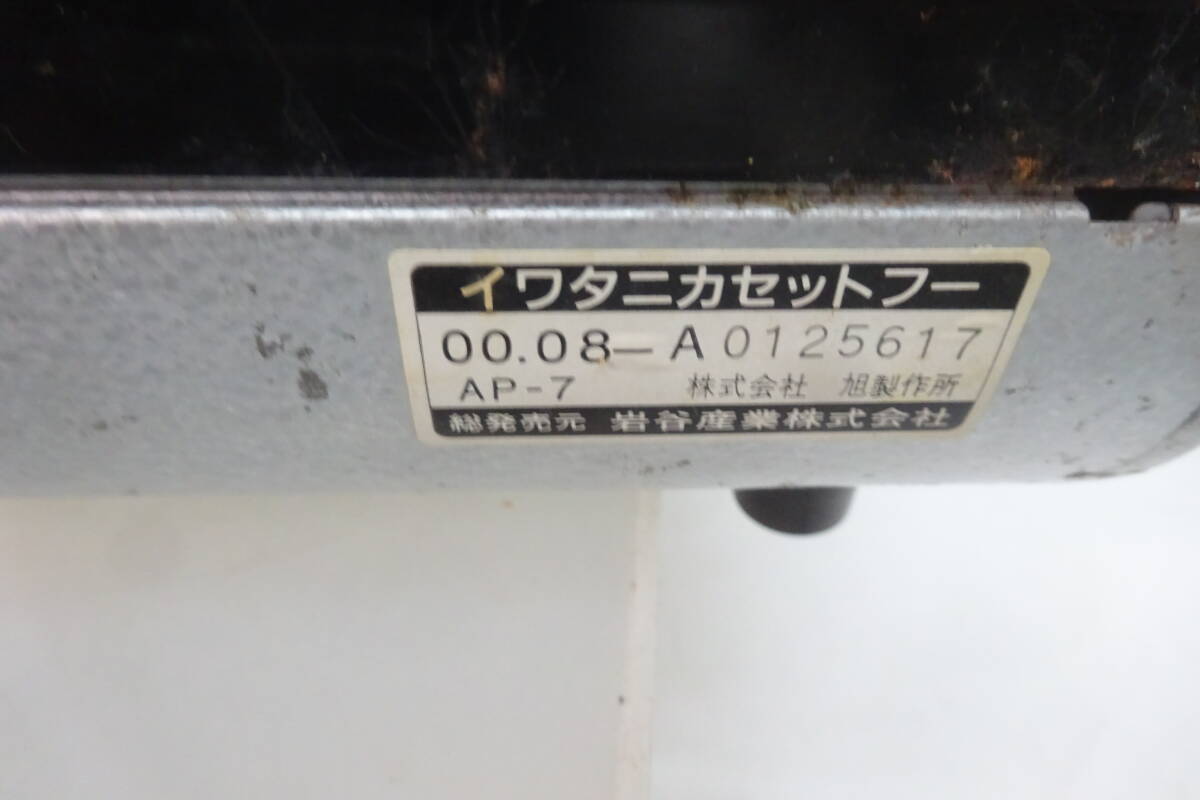 イワタニカセットフー
00.08-A0125617
AP-7 株式会社 旭製作所
総発売元 岩谷産業株式会社